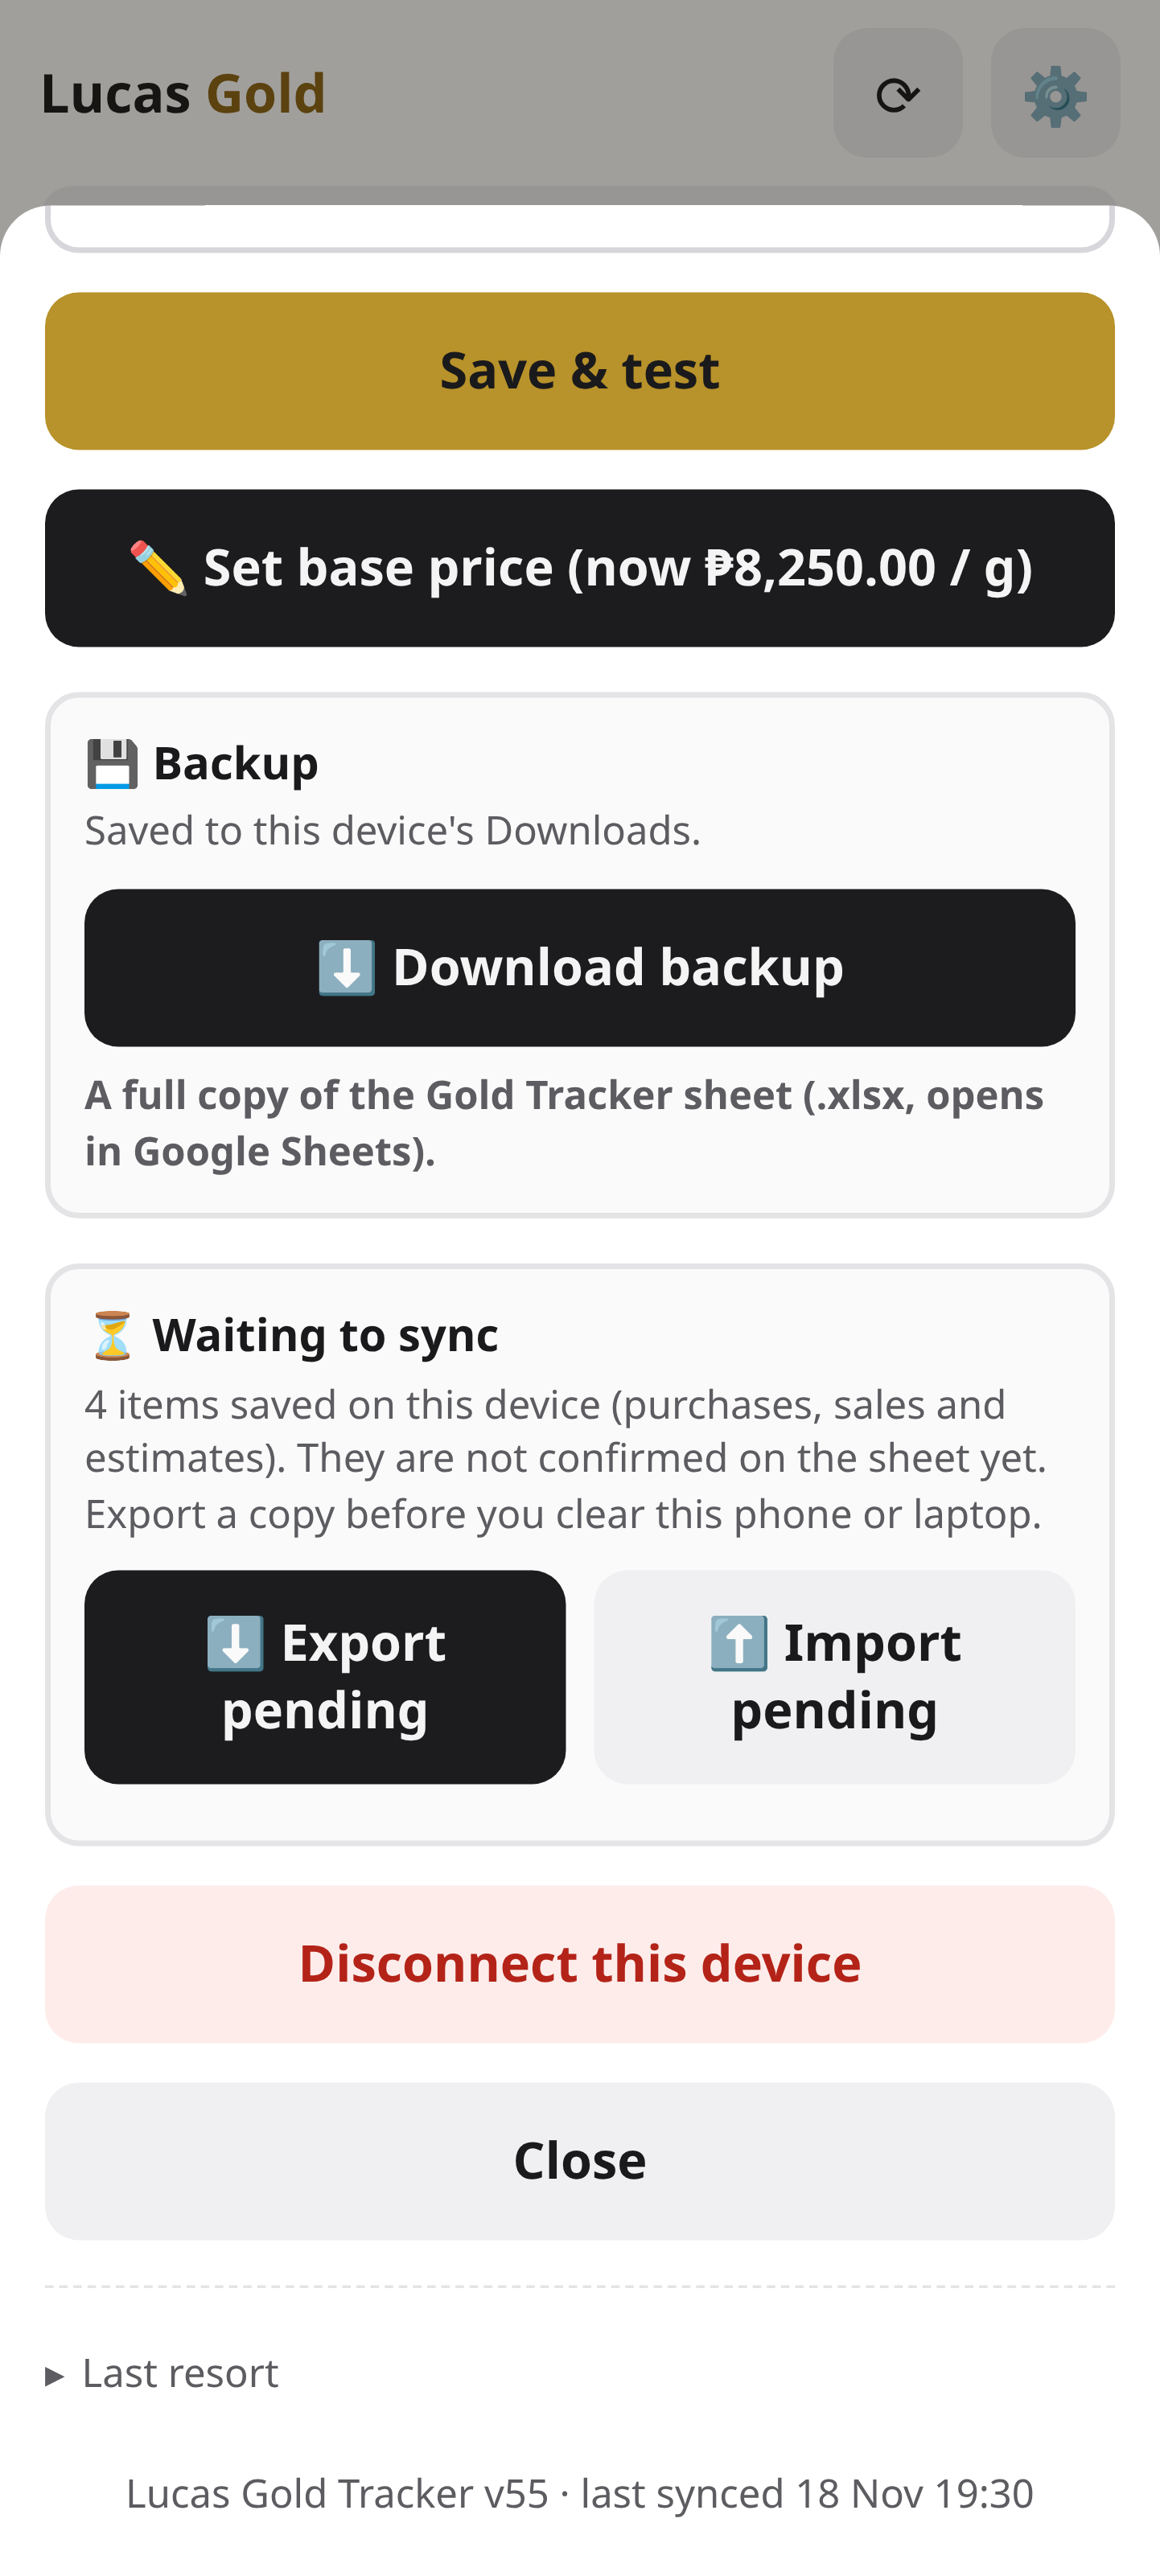 Lucas Gold
Save & test
✏️ Set base price (now ₱8,250.00 / g)
💾 Backup
Saved to this device's Downloads.
⬇️ Download backup
A full copy of the Gold Tracker sheet (.xlsx, opens
in Google Sheets).
⏳ Waiting to sync
4 items saved on this device (purchases, sales and
estimates). They are not confirmed on the sheet yet.
Export a copy before you clear this phone or laptop.
⬇️ Export
pending
⬆️ Import
pending
Disconnect this device
Close
▸ Last resort
Lucas Gold Tracker v55 · last synced 18 Nov 19:30